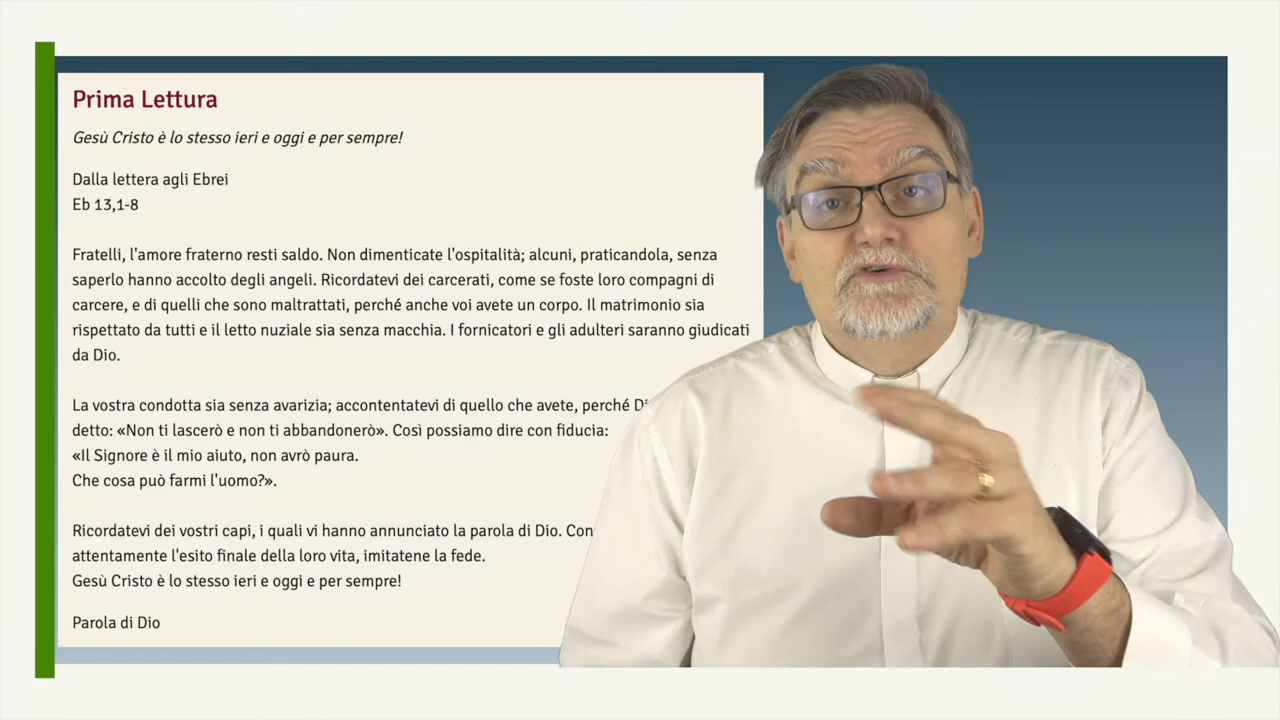 Prima Lettura
Gesù Cristo è lo stesso ieri e oggi e per sempre!
Dalla lettera agli Ebrei
Eb 13,1-8
Fratelli, l'amore fraterno resti saldo. Non dimenticate l'ospitalità; alcuni, praticandola, senza
saperlo hanno accolto degli angeli. Ricordatevi dei carcerati, come se foste loro compagni di
carcere, e di quelli che sono maltrattati, perché anche voi avete un corpo. Il matrimonio sia
rispettato da tutti e il letto nuziale sia senza macchia. I fornicatori e gli adulteri saranno giudicati
da Dio.
La vostra condotta sia senza avarizia; accontentatevi di quello che avete, perché
detto: «Non ti lascerò e non ti abbandonerò». Così possiamo dire con fiducia:
«Il Signore è il mio aiuto, non avrò paura.
Che cosa può farmi l'uomo?».
Ricordatevi dei vostri capi, i quali vi hanno annunciato la parola di Dio.
attentamente l'esito finale della loro vita, imitatene la fede.
Gesù Cristo è lo stesso ieri e oggi e per sempre!
Parola di Dio